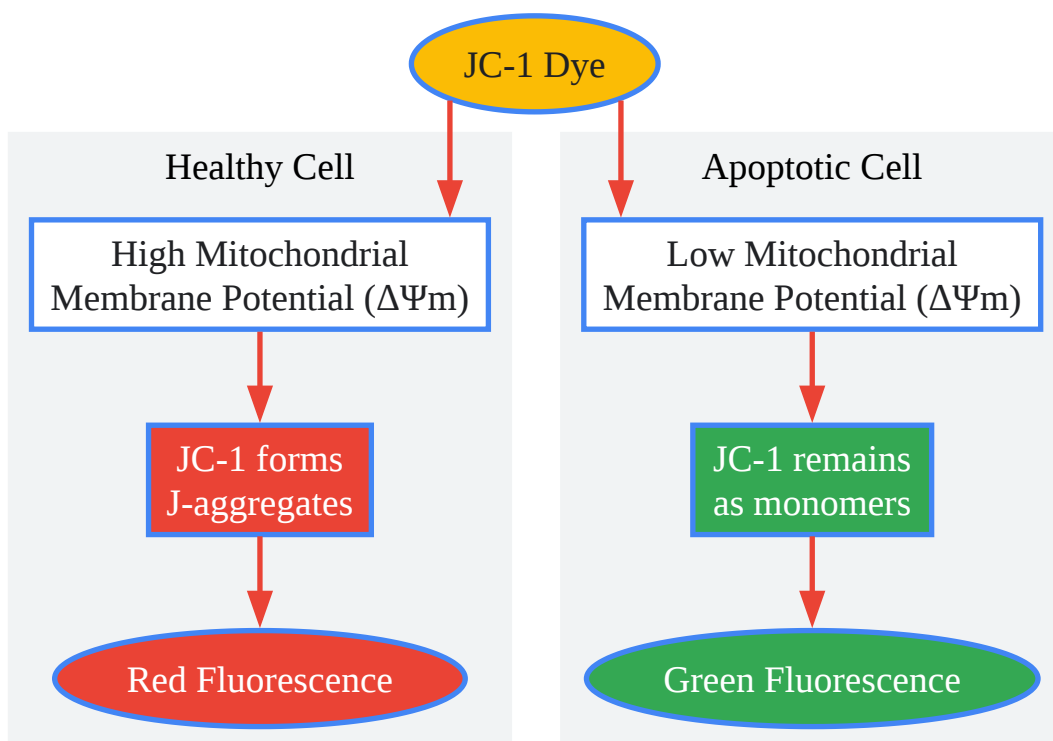 JC-1 Dye
Healthy Cell
High Mitochondrial
Membrane Potential (ΔΨm)
JC-1 forms
J-aggregates
Red Fluorescence
Apoptotic Cell
Low Mitochondrial
Membrane Potential (ΔΨm)
JC-1 remains
as monomers
Green Fluorescence